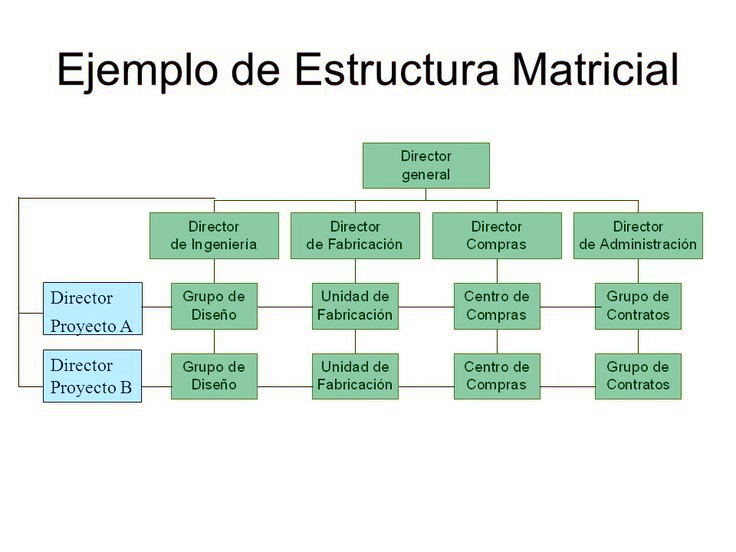 Ejemplo de Estructura Matricial
Director
general
Director
de Ingeniería
Director
de Fabricación
Director
Compras
Director
de Administración
Director
Proyecto A
Grupo de
Diseño
Unidad de
Fabricación
Centro de
Compras
Grupo de
Contratos
Director
Proyecto B
Grupo de
Diseño
Unidad de
Fabricación
Centro de
Compras
Grupo de
Contratos